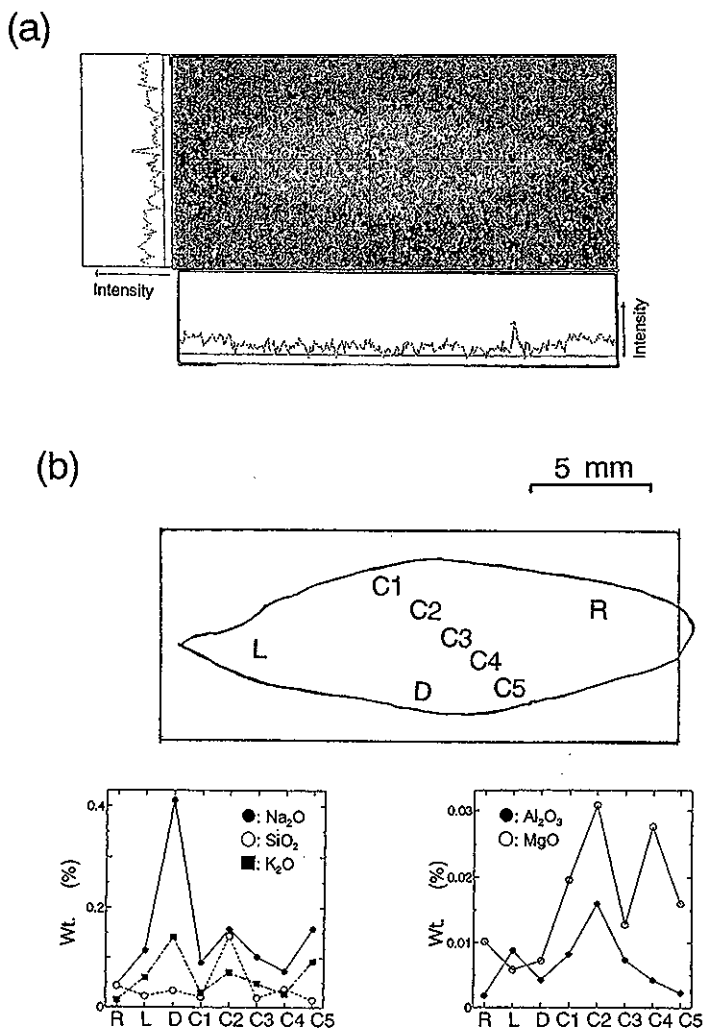 (a)
Intensity
Intensity
(b)
5 mm
C1
C2
R
C3
L
C4
D
C5
0.4
●: Na₂O
○: SiO₂
■: K₂O
Wt. (%)
0.2
0
R L D C1 C2 C3 C4 C5
0.03
◆: Al₂O₃
○: MgO
0.02
Wt. (%)
0.01
0
R L D C1 C2 C3 C4 C5